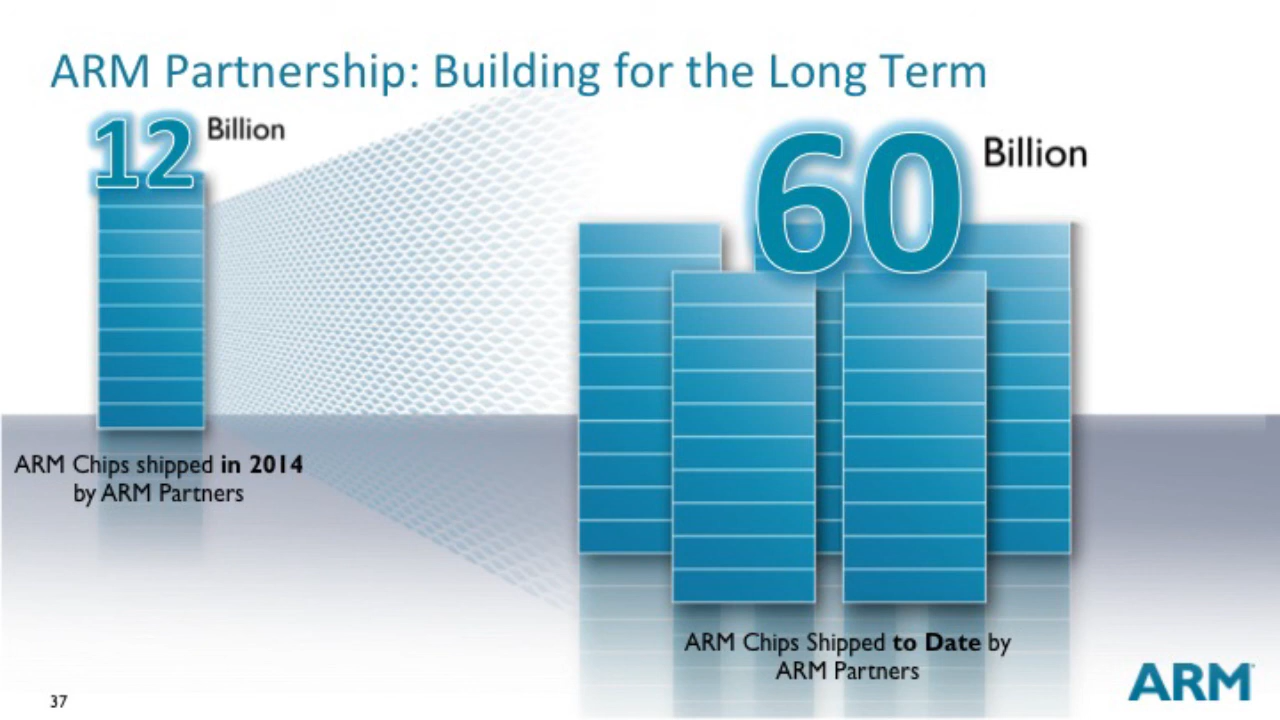 ARM Partnership: Building for the Long Term
12 Billion
60 Billion
ARM Chips shipped in 2014
by ARM Partners
ARM Chips Shipped to Date by
ARM Partners
37
ARM